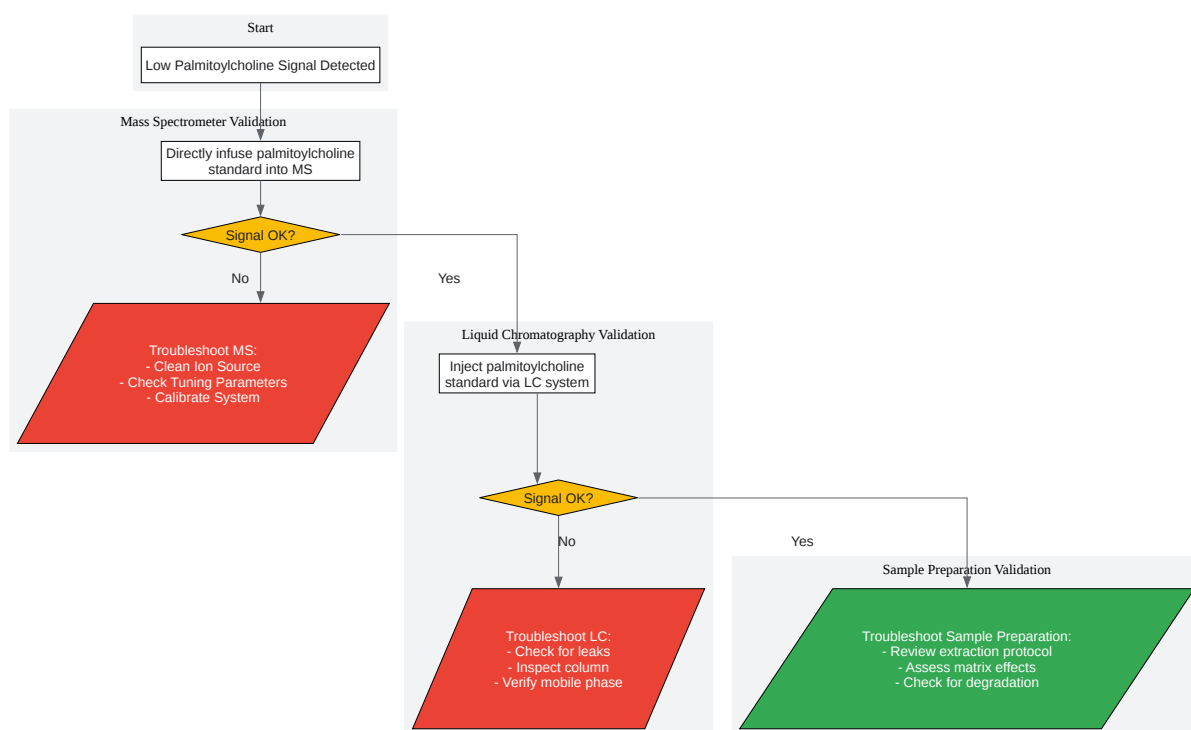 Start
Low Palmitoylcholine Signal Detected
Mass Spectrometer Validation
Directly infuse palmitoylcholine
standard into MS
Signal OK?
No
Yes
Troubleshoot MS:
- Clean Ion Source
- Check Tuning Parameters
- Calibrate System
Liquid Chromatography Validation
Inject palmitoylcholine
standard via LC system
Signal OK?
No
Yes
Troubleshoot LC:
- Check for leaks
- Inspect column
- Verify mobile phase
Sample Preparation Validation
Troubleshoot Sample Preparation:
- Review extraction protocol
- Assess matrix effects
- Check for degradation